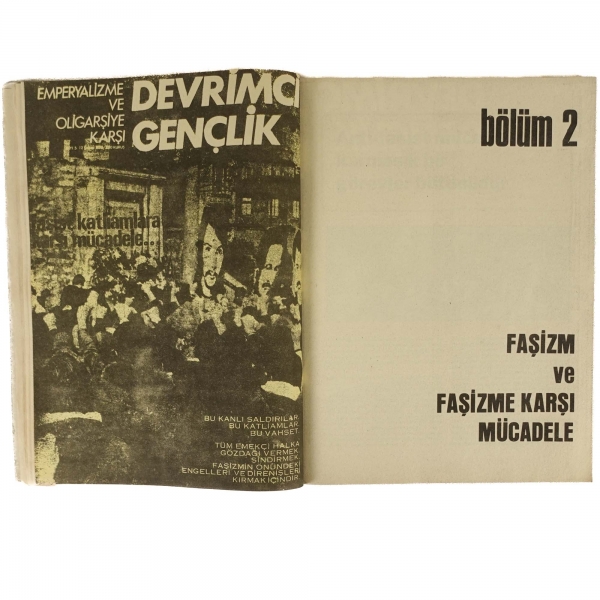 EMPERYALİZME
VE
OLİGARŞİYE
KARŞI
DEVRİMCİ
GENÇLİK
faşist katliamlara
karşı mücadele...
BU KANLI SALDIRILAR,
BU KATLİAMLAR,
BU VAHŞET,
TÜM EMEKÇİ HALKA
GÖZDAĞI VERMEK,
SİNDİRMEK,
FAŞİZMİN ÖNÜNDEKİ
ENGELLERİ VE DİRENİŞLERİ
KIRMAK İÇİNDİR
bölüm 2
FAŞİZM
ve
FAŞİZME KARŞI
MÜCADELE